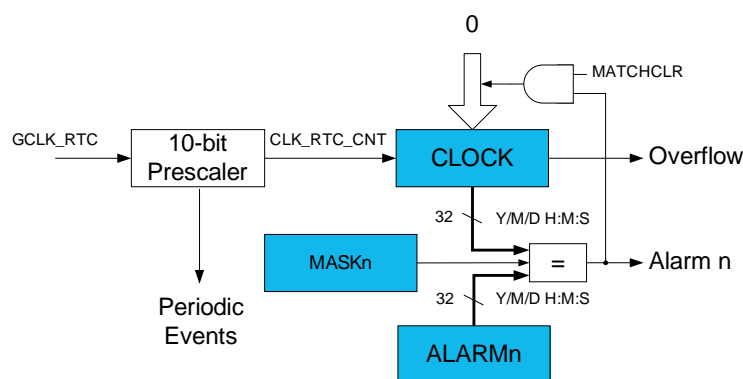 0
MATCHCLR
GCLK_RTC
10-bit
Prescaler
CLK_RTC_CNT
CLOCK
Overflow
32
Y/M/D H:M:S
MASKn
=
Alarm n
32
Y/M/D H:M:S
Periodic
Events
ALARMn